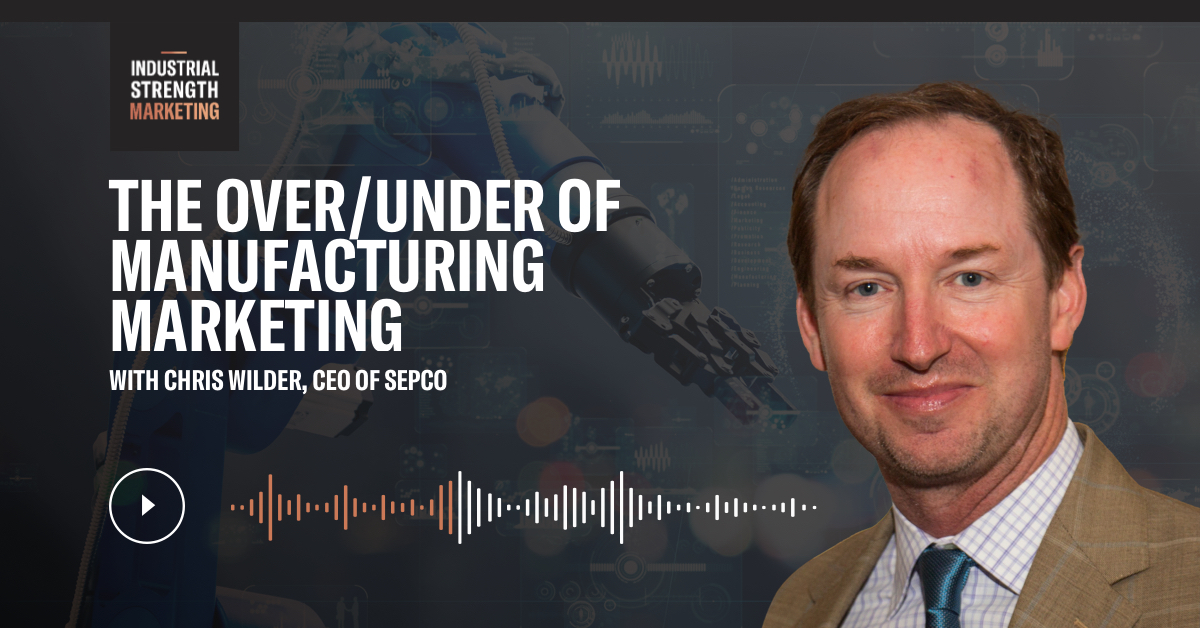 INDUSTRIAL
STRENGTH
MARKETING
THE OVER/UNDER OF
MANUFACTURING
MARKETING
WITH CHRIS WILDER, CEO OF SEPCO